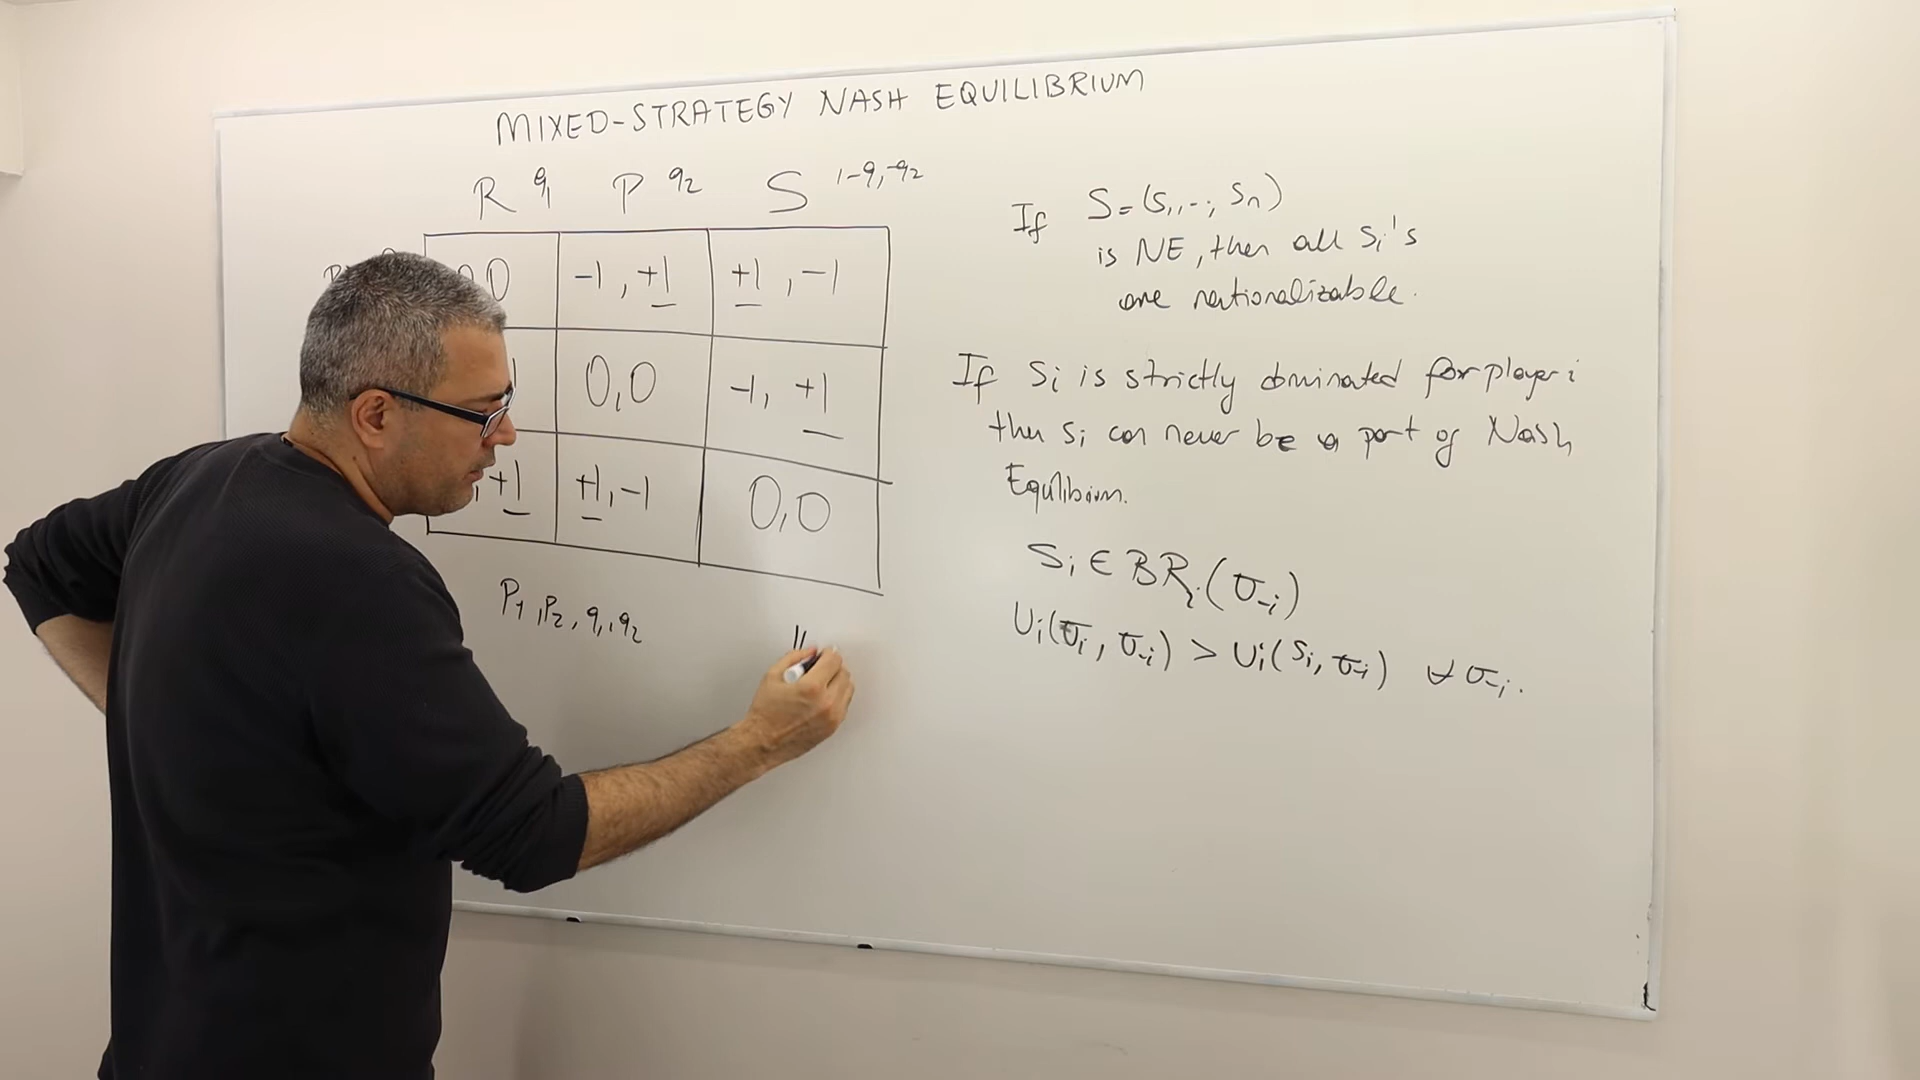 MIXED-STRATEGY NASH EQUILIBRIUM
R q₁ P q₂ S 1-q₁-q₂
0 -1, +1 +1, -1
0,0 -1, +1
, +1 +1, -1 0,0
P₁, P₂, q₁, q₂
If S=(s₁,..., sₙ)
is NE, then all sᵢ's
are rationalizable.
If sᵢ is strictly dominated for player i
then sᵢ can never be a part of Nash
Equilibium.
Sᵢ ∈ BRᵢ(σ₋ᵢ)
Uᵢ(σᵢ, σ₋ᵢ) > Uᵢ(sᵢ, σ₋ᵢ) ∀ σ₋ᵢ.